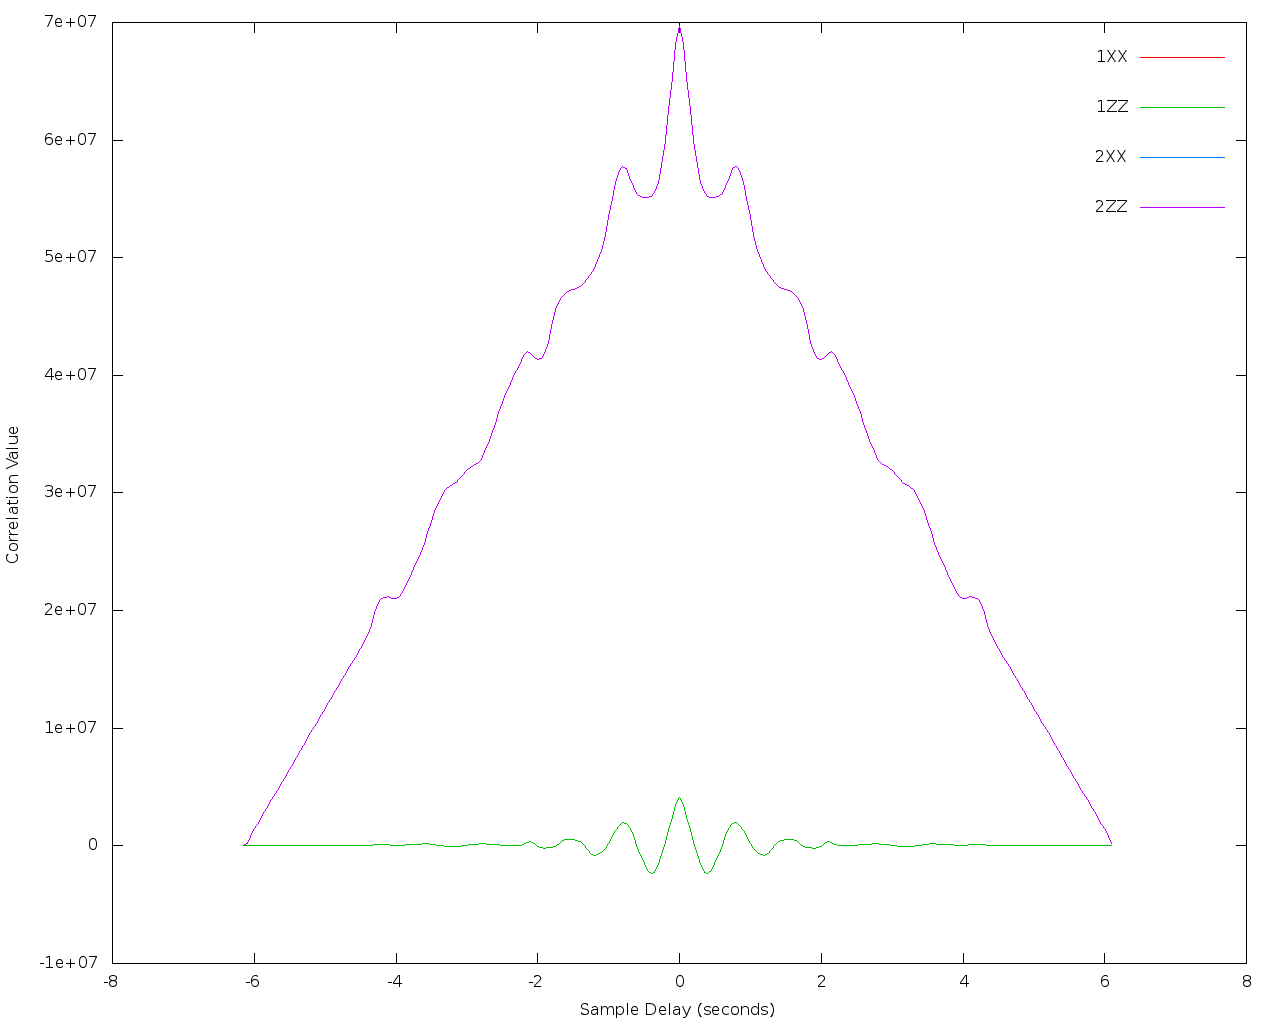 7e+07
6e+07
5e+07
4e+07
3e+07
2e+07
1e+07
0
-1e+07
-8 -6 -4 -2 0 2 4 6 8
Sample Delay (seconds)
Correlation Value
1XX
1ZZ
2XX
2ZZ